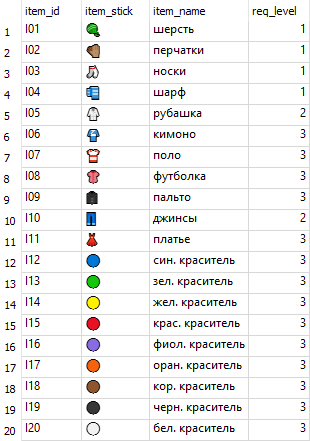 item_id item_stick item_name req_level
1 I01 шерсть 1
2 I02 перчатки 1
3 I03 носки 1
4 I04 шарф 1
5 I05 рубашка 2
6 I06 кимоно 3
7 I07 поло 3
8 I08 футболка 3
9 I09 пальто 3
10 I10 джинсы 2
11 I11 платье 3
12 I12 син. краситель 3
13 I13 зел. краситель 3
14 I14 жел. краситель 3
15 I15 крас. краситель 3
16 I16 фиол. краситель 3
17 I17 оран. краситель 3
18 I18 кор. краситель 3
19 I19 черн. краситель 3
20 I20 бел. краситель 3